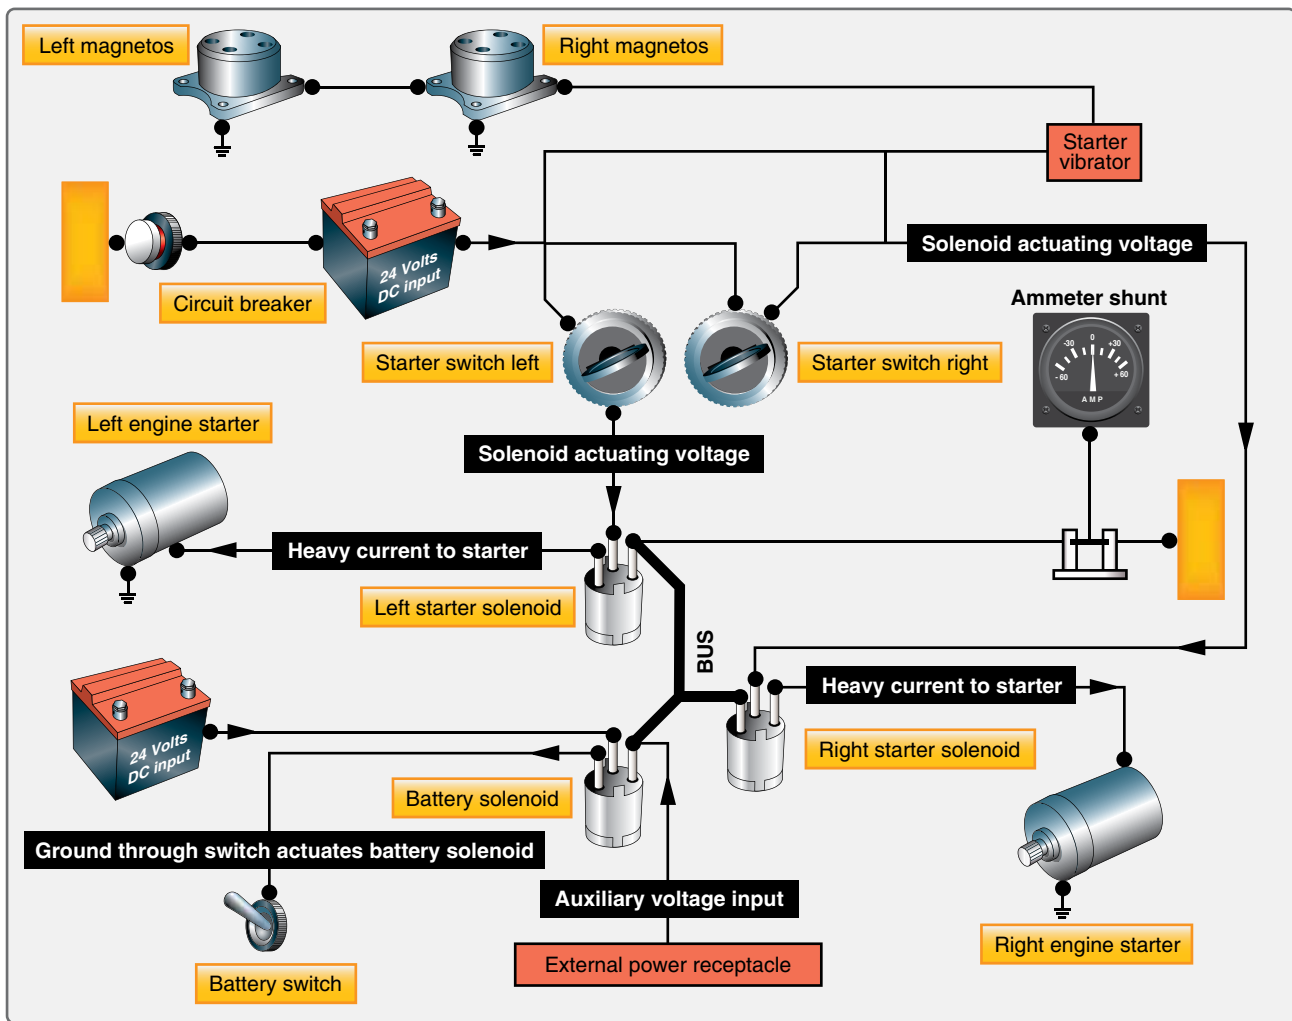 Left magnetos
Right magnetos
Starter
vibrator
24 Volts
DC input
Solenoid actuating voltage
Circuit breaker
Ammeter shunt
-30
0
+30
- 60
+ 60
AMP
Starter switch left
Starter switch right
Left engine starter
Solenoid actuating voltage
Heavy current to starter
Left starter solenoid
BUS
Heavy current to starter
24 Volts
DC input
Right starter solenoid
Battery solenoid
Ground through switch actuates battery solenoid
Auxiliary voltage input
Right engine starter
External power receptacle
Battery switch